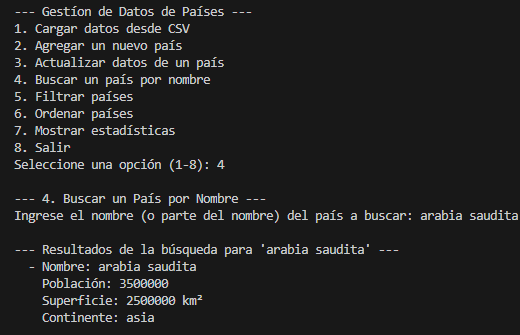 --- Gestíon de Datos de Países ---
1. Cargar datos desde CSV
2. Agregar un nuevo país
3. Actualizar datos de un país
4. Buscar un país por nombre
5. Filtrar países
6. Ordenar países
7. Mostrar estadísticas
8. Salir
Seleccione una opción (1-8): 4
--- 4. Buscar un País por Nombre ---
Ingrese el nombre (o parte del nombre) del país a buscar: arabia saudita
--- Resultados de la búsqueda para 'arabia saudita' ---
- Nombre: arabia saudita
Población: 3500000
Superficie: 2500000 km²
Continente: asia